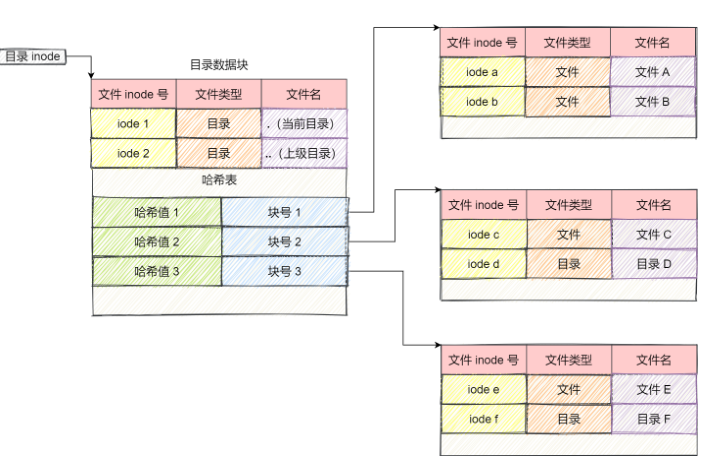 目录 inode
目录数据块
文件 inode 号 文件类型 文件名
iode 1 目录 . (当前目录)
iode 2 目录 .. (上级目录)
哈希表
哈希值 1 块号 1
哈希值 2 块号 2
哈希值 3 块号 3
文件 inode 号 文件类型 文件名
iode a 文件 文件 A
iode b 文件 文件 B
文件 inode 号 文件类型 文件名
iode c 文件 文件 C
iode d 目录 目录 D
文件 inode 号 文件类型 文件名
iode e 文件 文件 E
iode f 目录 目录 F